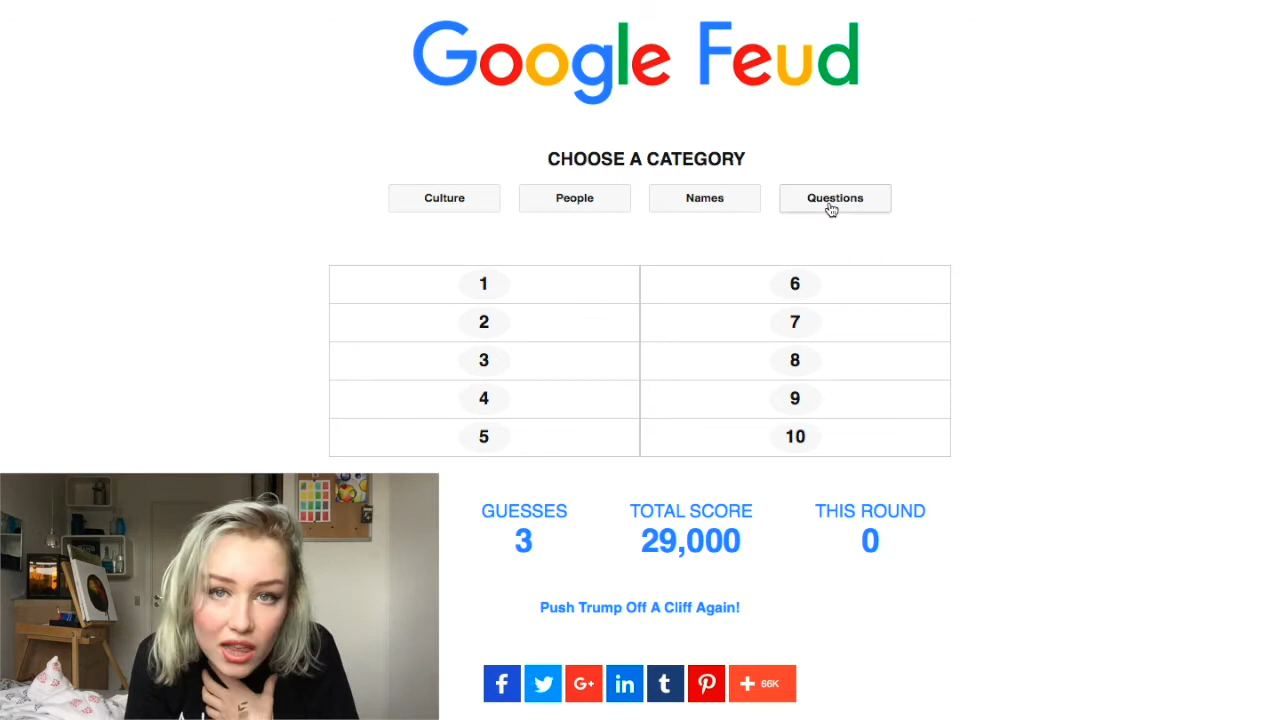 Google Feud
CHOOSE A CATEGORY
Culture People Names Questions
1 6
2 7
3 8
4 9
5 10
GUESSES TOTAL SCORE THIS ROUND
3 29,000 0
Push Trump Off A Cliff Again!
f G+ in t + 66K